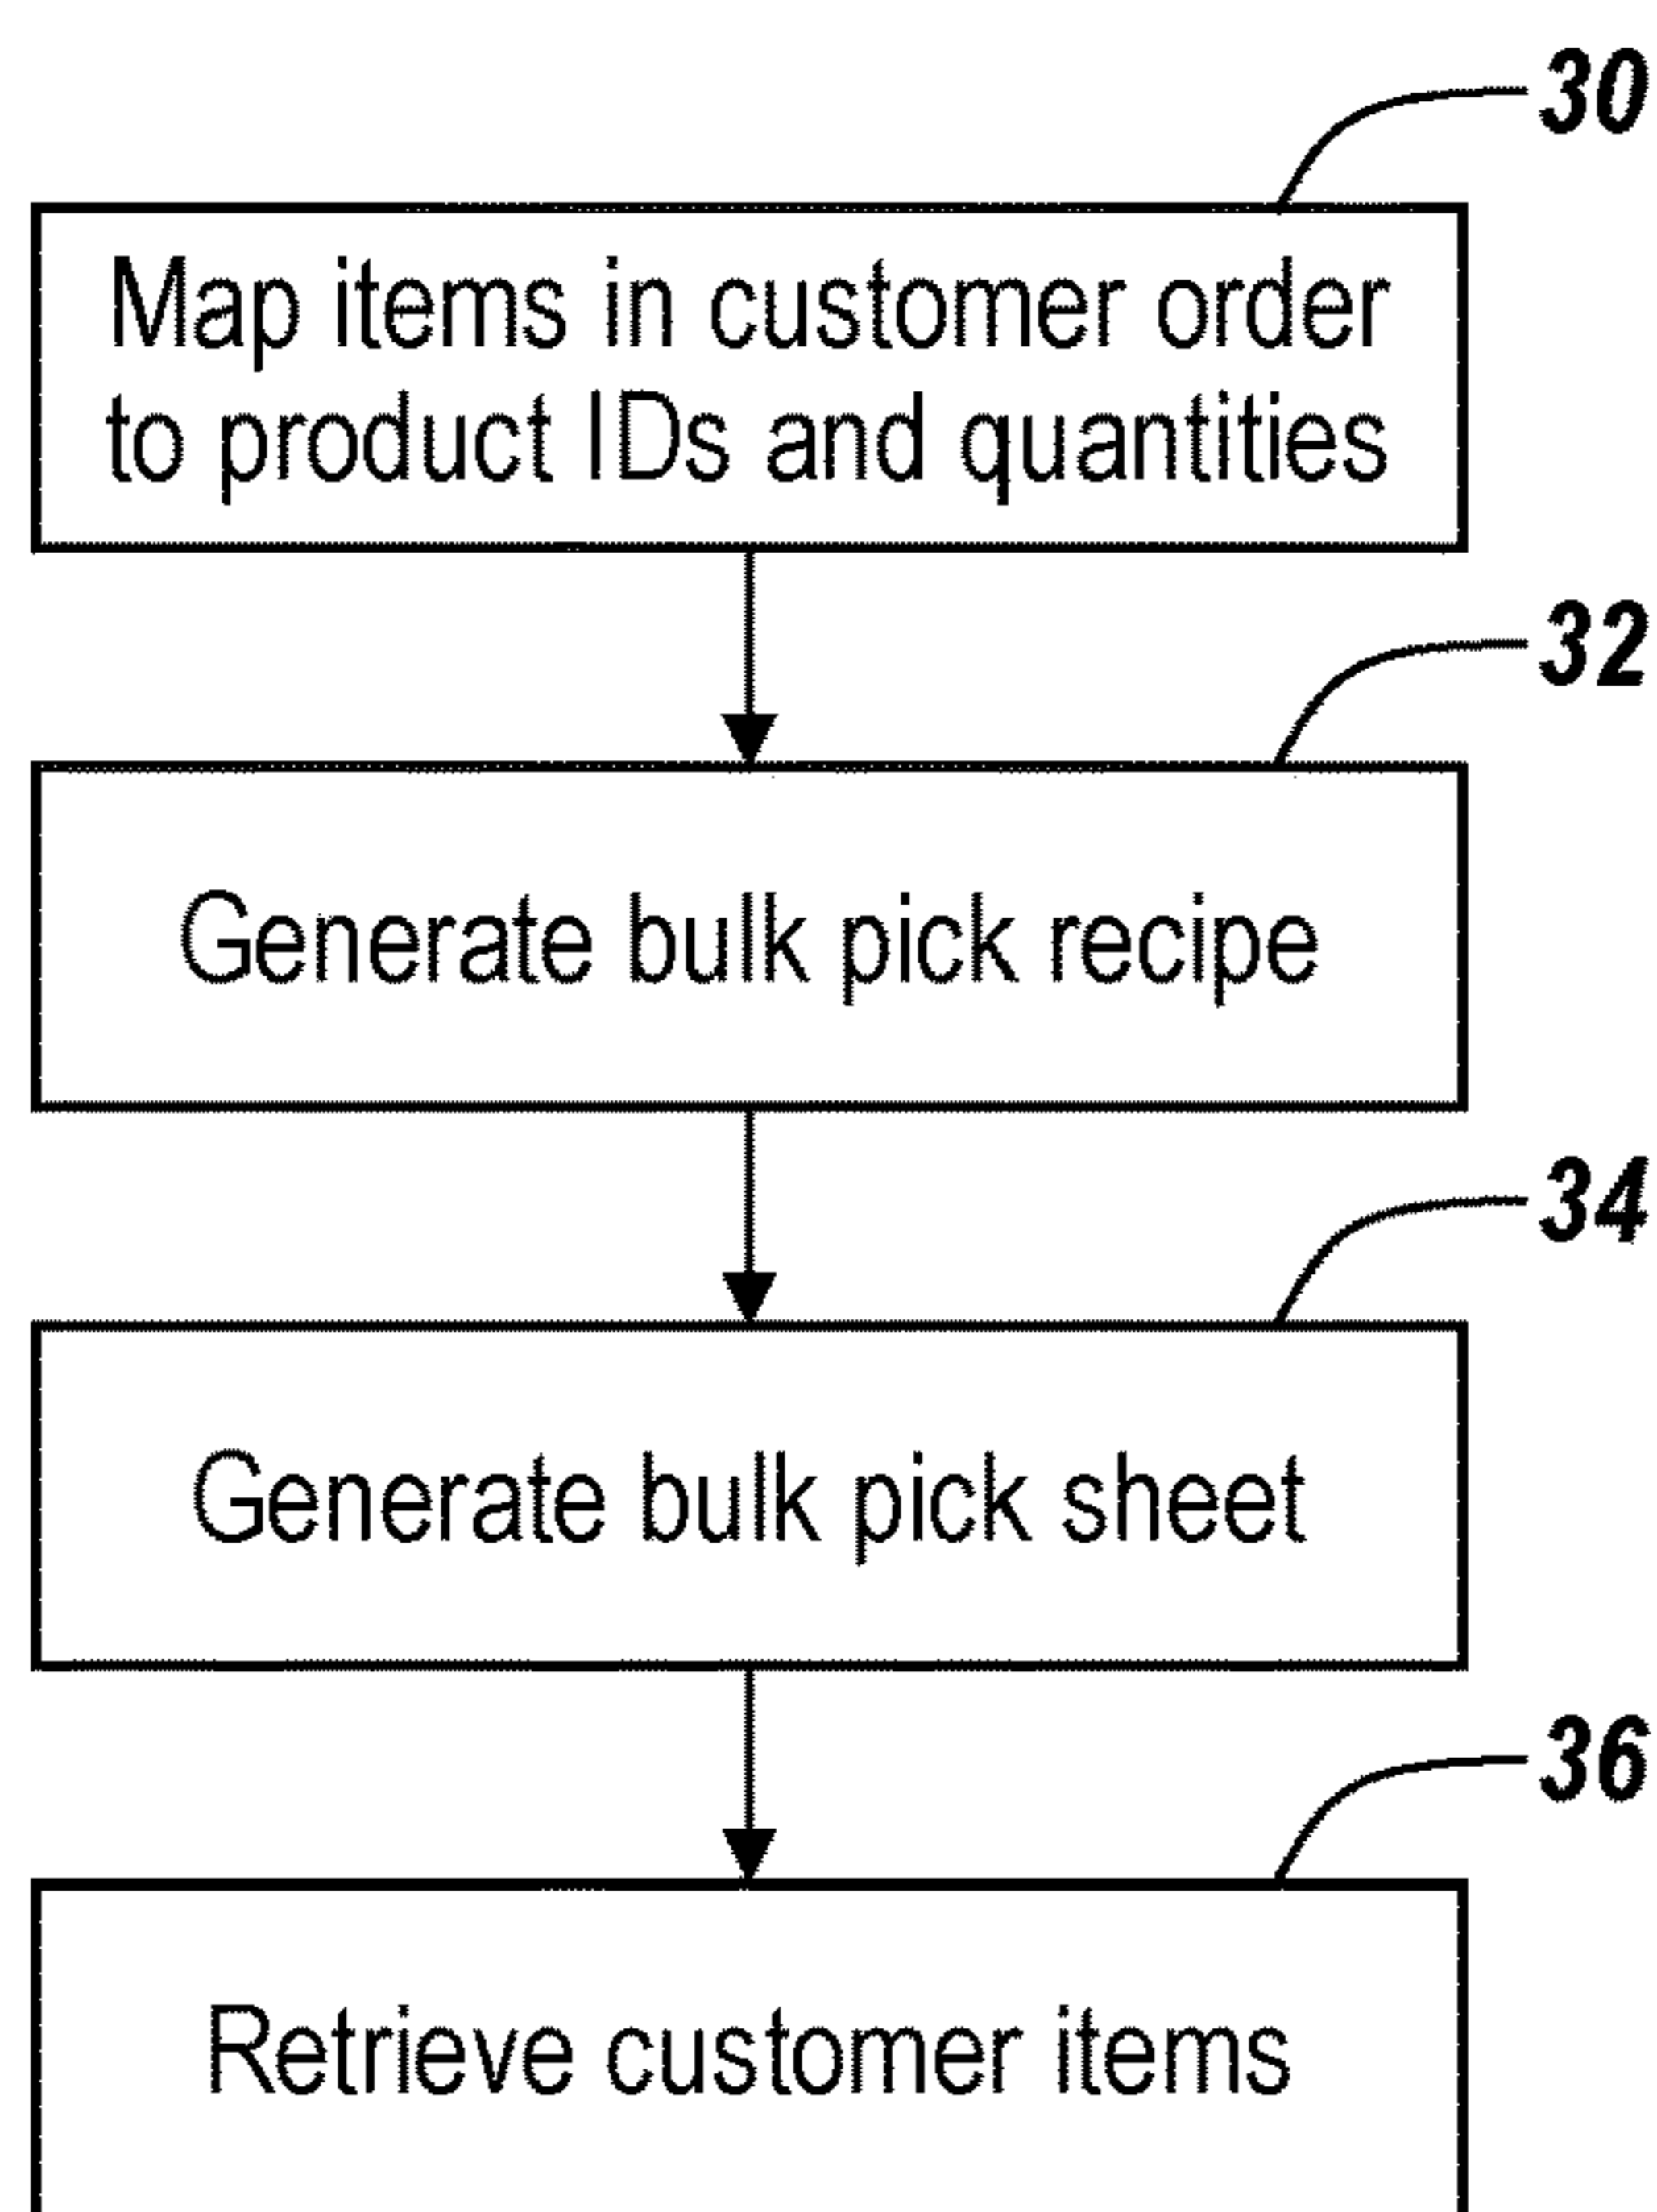 30
Map items in customer order
to product IDs and quantities
32
Generate bulk pick recipe
34
Generate bulk pick sheet
36
Retrieve customer items